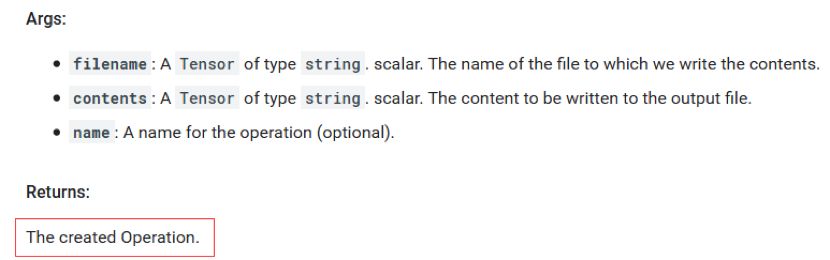 Args:
filename: A Tensor of type string. scalar. The name of the file to which we write the contents.
contents: A Tensor of type string. scalar. The content to be written to the output file.
name: A name for the operation (optional).
Returns:
The created Operation.